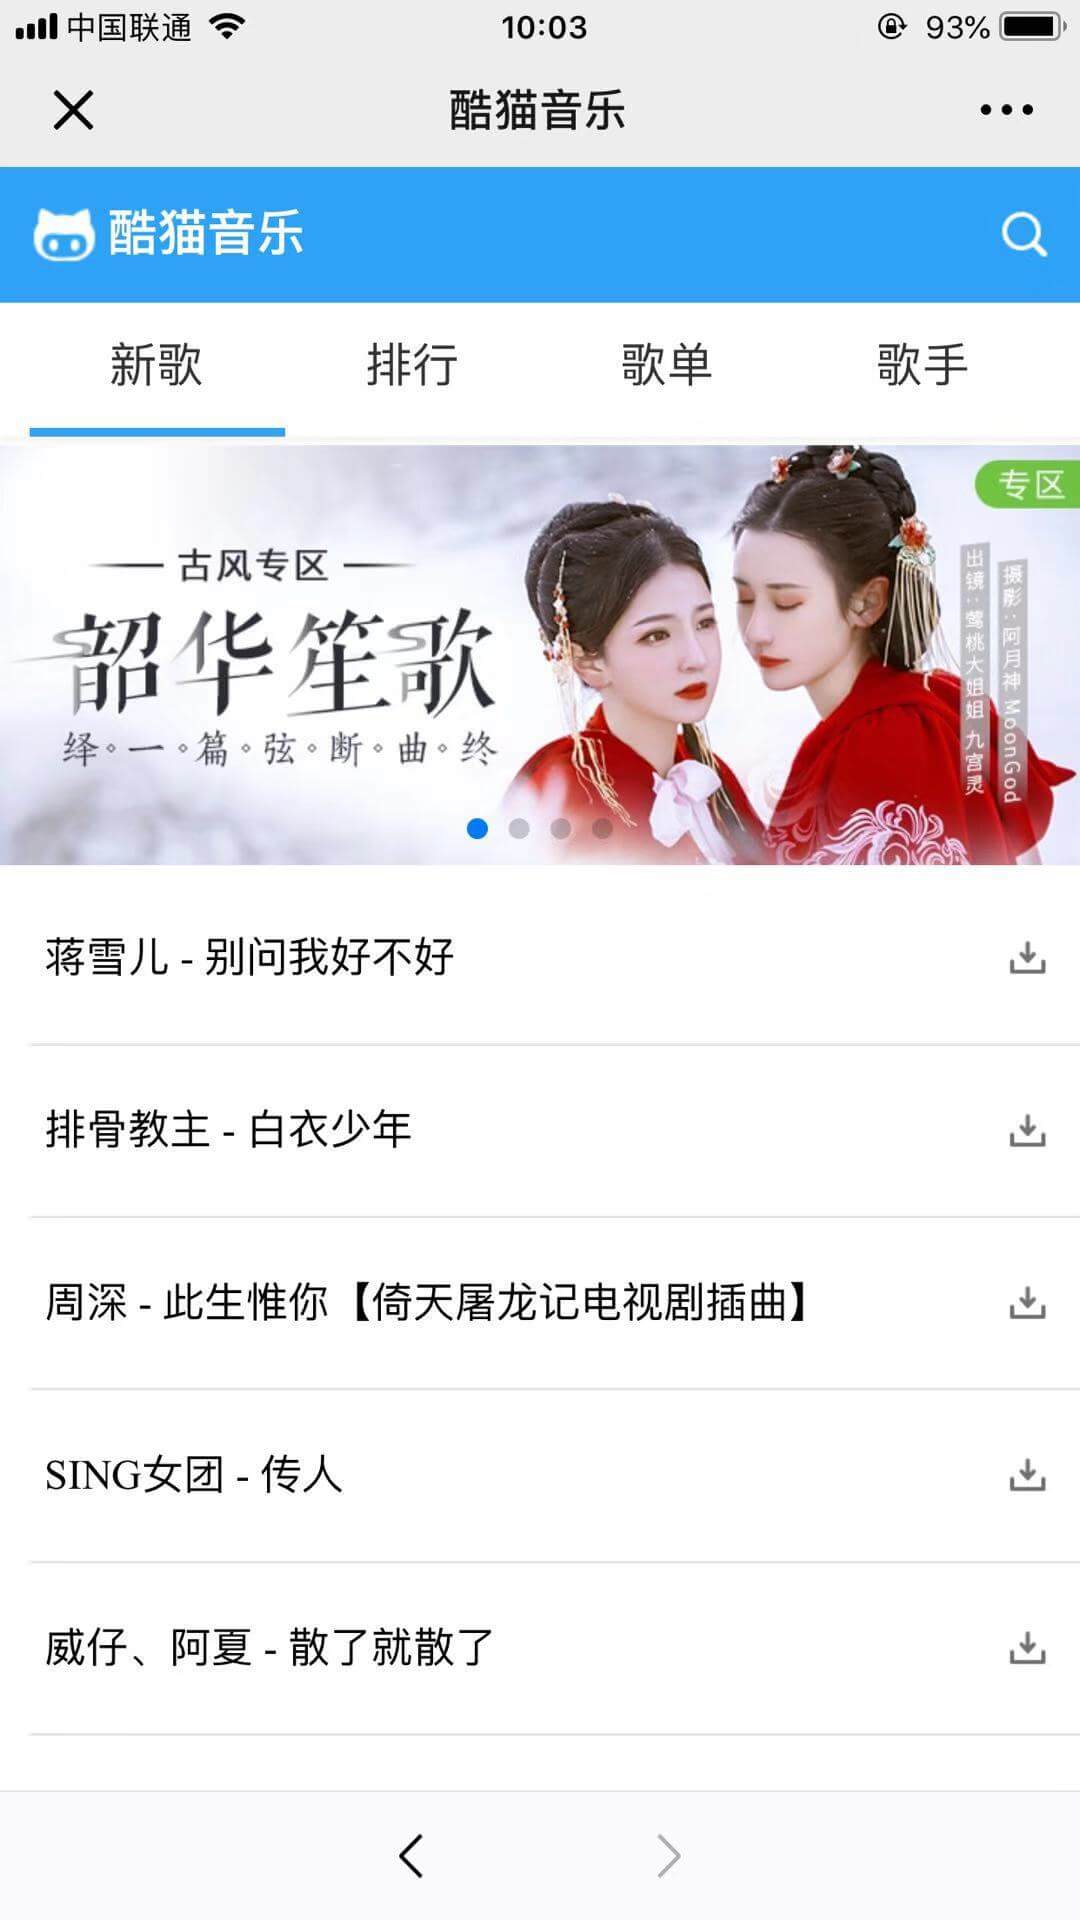 中国联通 10:03 93%
酷猫音乐
酷猫音乐
新歌 排行 歌单 歌手
专区
古风专区
韶华笙歌
绎。一。篇。弦。断。曲。终
摄影：阿月神 MoonGod
出镜：莺桃大姐姐 九宫灵
蒋雪儿 - 别问我好不好
排骨教主 - 白衣少年
周深 - 此生惟你【倚天屠龙记电视剧插曲】
SING女团 - 传人
威仔、阿夏 - 散了就散了